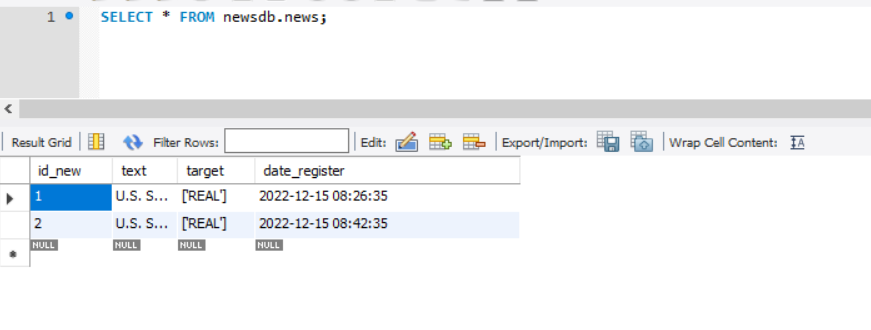 1 SELECT * FROM newsdb.news;
Result Grid Filter Rows: Edit: Export/Import: Wrap Cell Content: IA
id_new text target date_register
1 U.S. S... ['REAL'] 2022-12-15 08:26:35
2 U.S. S... ['REAL'] 2022-12-15 08:42:35
NULL NULL NULL NULL